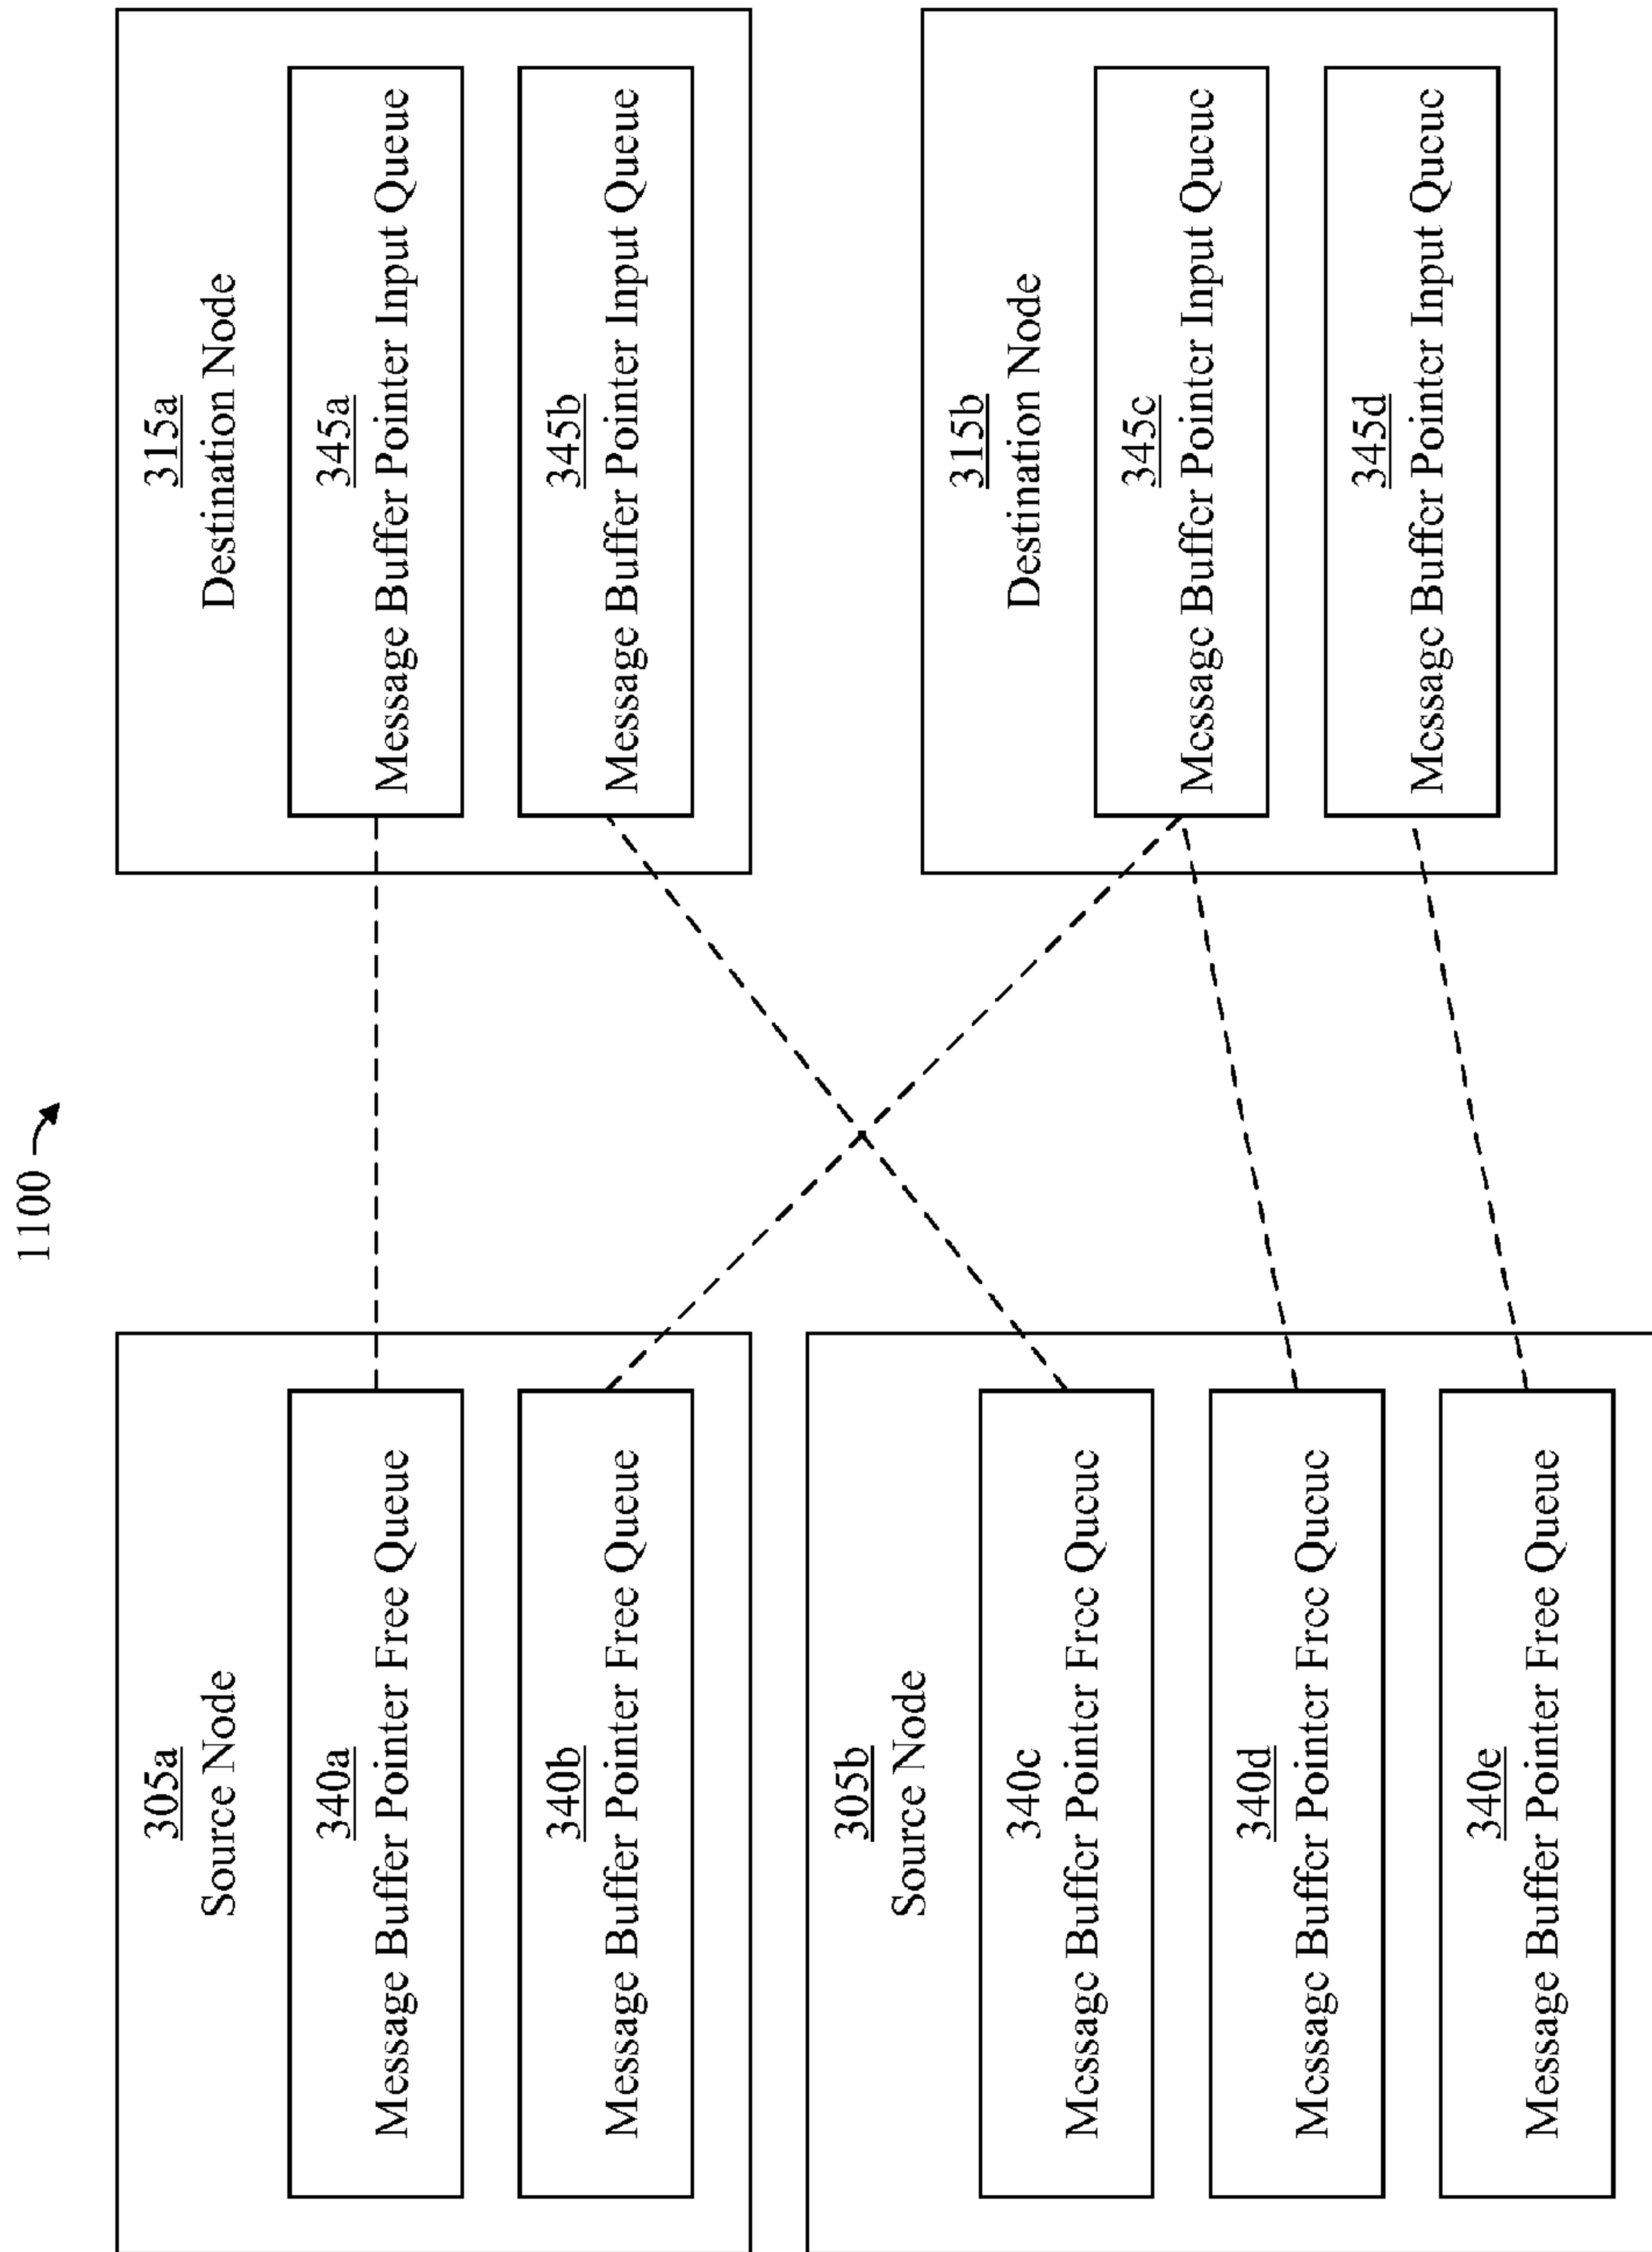 1100
305a
Source Node
340a
Message Buffer Pointer Free Queue
340b
Message Buffer Pointer Free Queue
305b
Source Node
340c
Message Buffer Pointer Free Queue
340d
Message Buffer Pointer Free Queue
340e
Message Buffer Pointer Free Queue
315a
Destination Node
345a
Message Buffer Pointer Input Queue
345b
Message Buffer Pointer Input Queue
315b
Destination Node
345c
Message Buffer Pointer Input Queue
345d
Message Buffer Pointer Input Queue